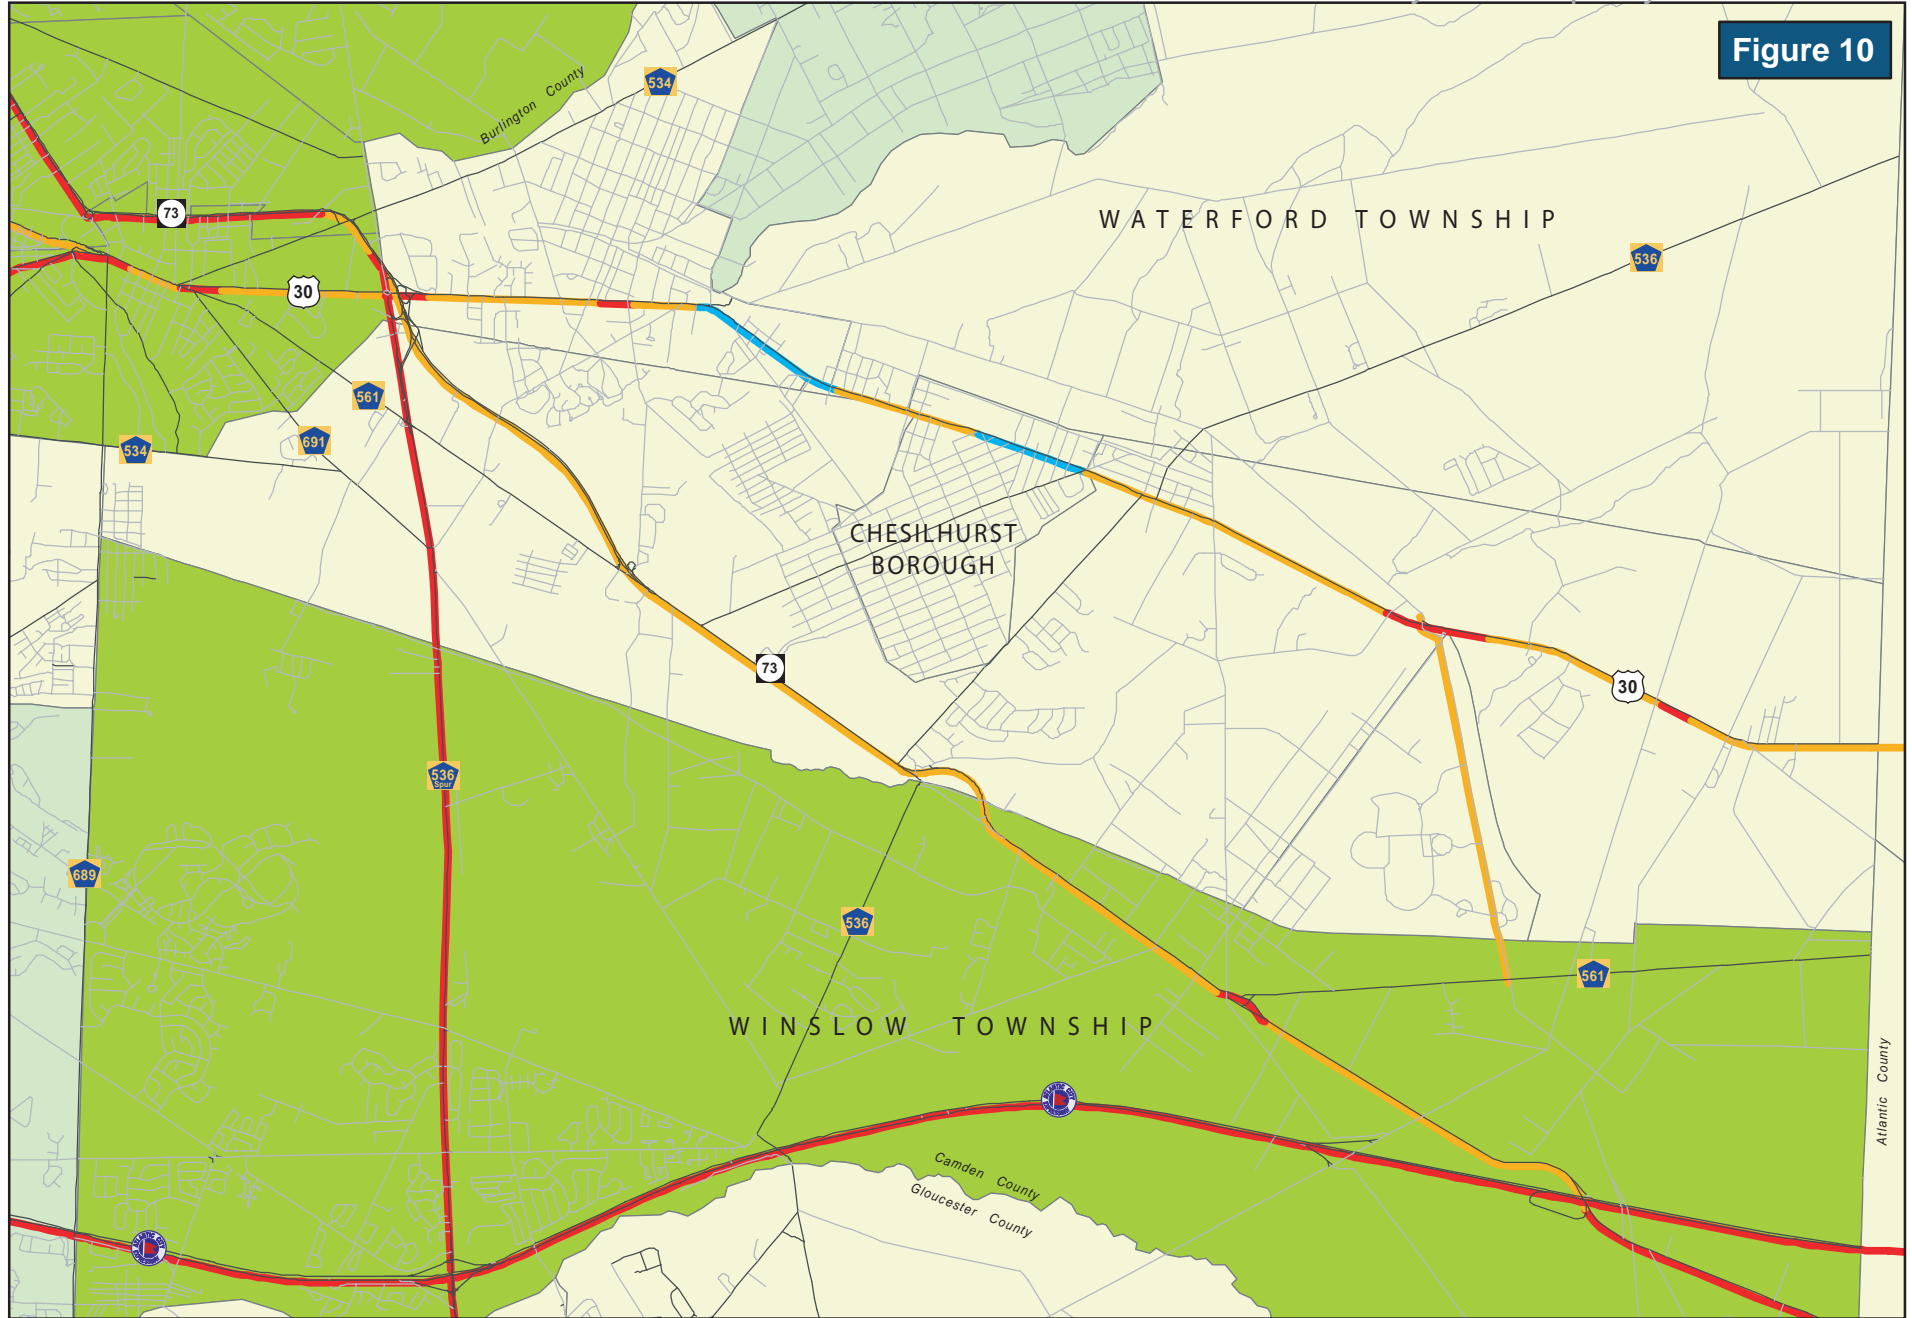 Figure 10
Burlington County
534
73
WATERFORD TOWNSHIP
536
30
561
691
534
CHESILHURST
BOROUGH
73
30
536
Spur
689
536
561
WINSLOW TOWNSHIP
Atlantic County
Camden County
Gloucester County